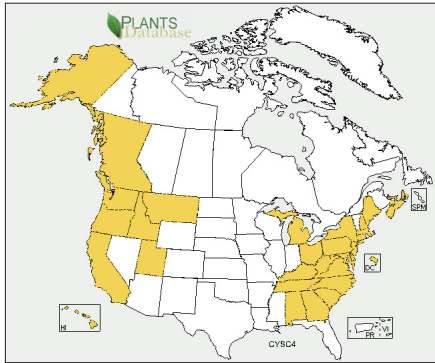 PLANTS
Database
SPM
DC
HI
PR
VI
CYSC4